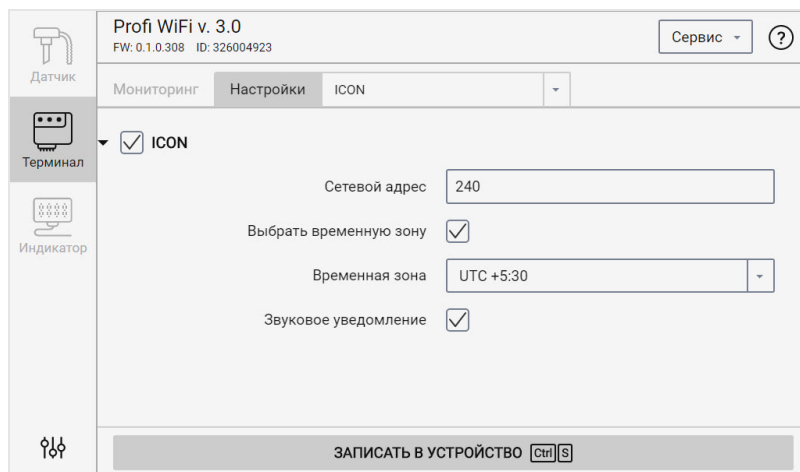 Profi WiFi v. 3.0
FW: 0.1.0.308 ID: 326004923
Сервис
?
Датчик
Мониторинг Настройки ICON
Терминал
ICON
Сетевой адрес 240
Выбрать временную зону
Индикатор
Временная зона UTC +5:30
Звуковое уведомление
ЗАПИСАТЬ В УСТРОЙСТВО Ctrl S